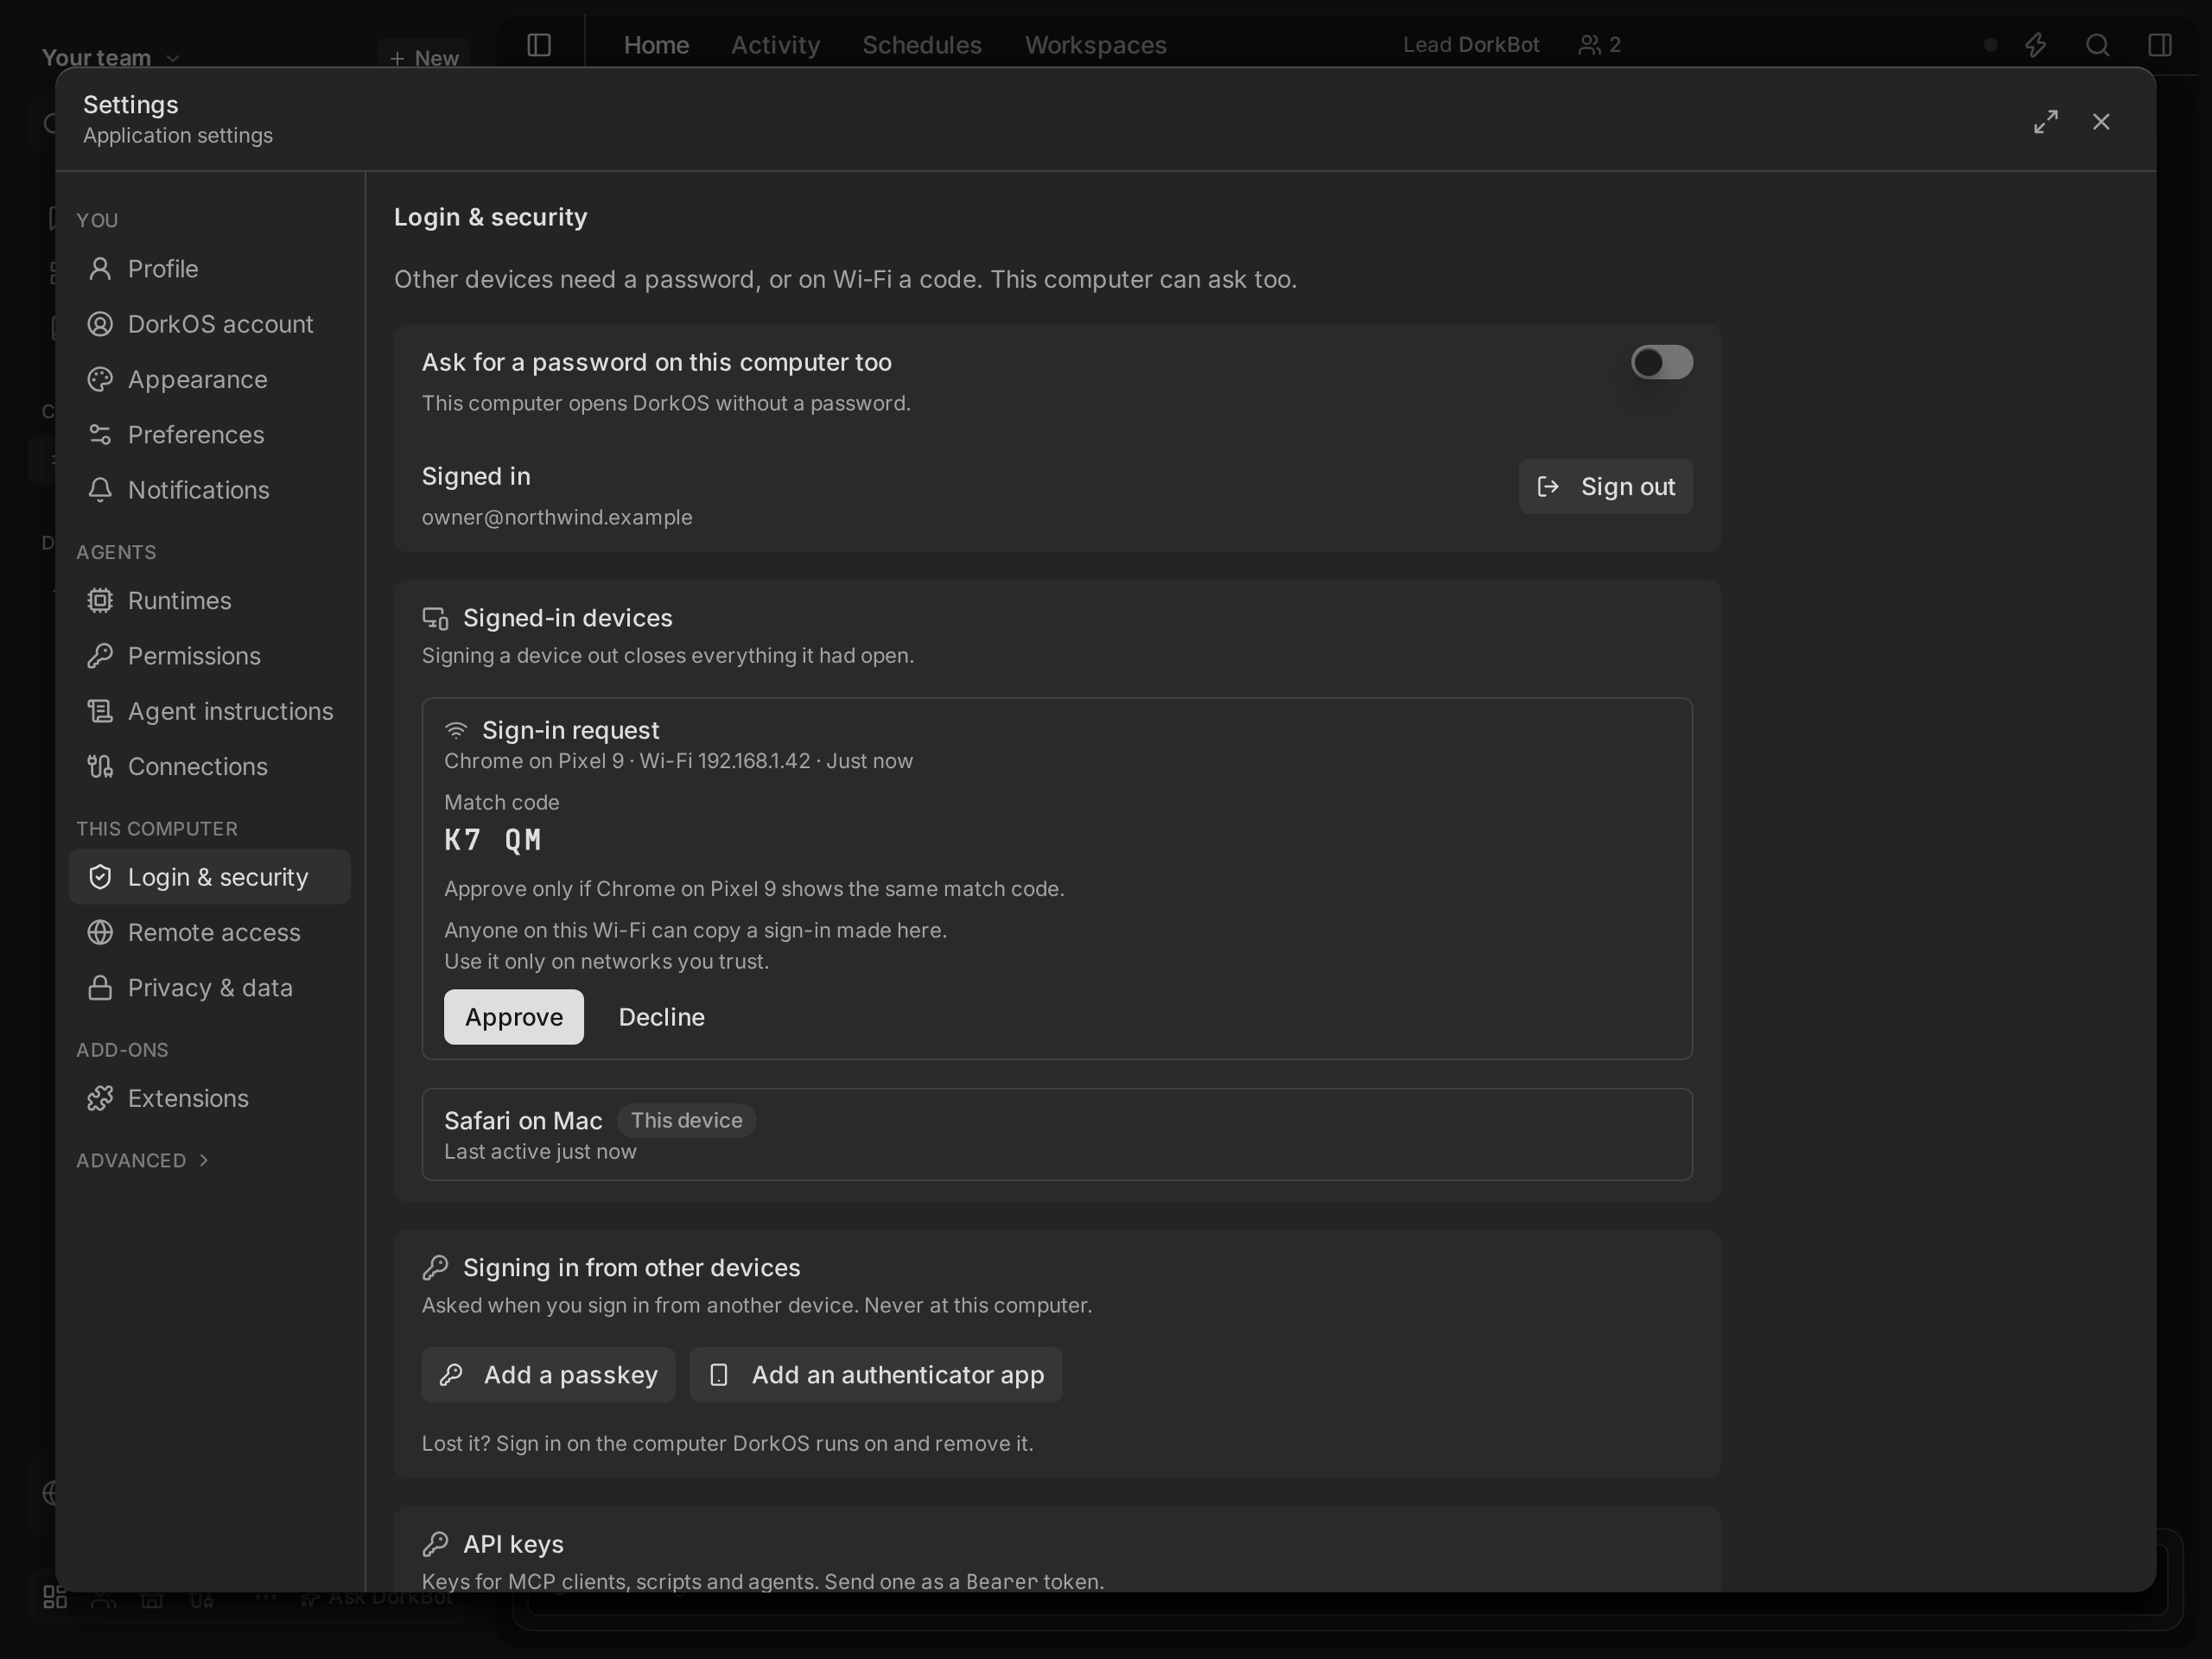 Your team
+ New
Home
Activity
Schedules
Workspaces
Lead DorkBot
2
Settings
Application settings
YOU
Profile
DorkOS account
Appearance
Preferences
Notifications
AGENTS
Runtimes
Permissions
Agent instructions
Connections
THIS COMPUTER
Login & security
Remote access
Privacy & data
ADD-ONS
Extensions
ADVANCED
Login & security
Other devices need a password, or on Wi-Fi a code. This computer can ask too.
Ask for a password on this computer too
This computer opens DorkOS without a password.
Signed in
owner@northwind.example
Sign out
Signed-in devices
Signing a device out closes everything it had open.
Sign-in request
Chrome on Pixel 9 · Wi-Fi 192.168.1.42 · Just now
Match code
K7 QM
Approve only if Chrome on Pixel 9 shows the same match code.
Anyone on this Wi-Fi can copy a sign-in made here.
Use it only on networks you trust.
Approve
Decline
Safari on Mac
This device
Last active just now
Signing in from other devices
Asked when you sign in from another device. Never at this computer.
Add a passkey
Add an authenticator app
Lost it? Sign in on the computer DorkOS runs on and remove it.
API keys
Keys for MCP clients, scripts and agents. Send one as a Bearer token.
Ask DorkBot